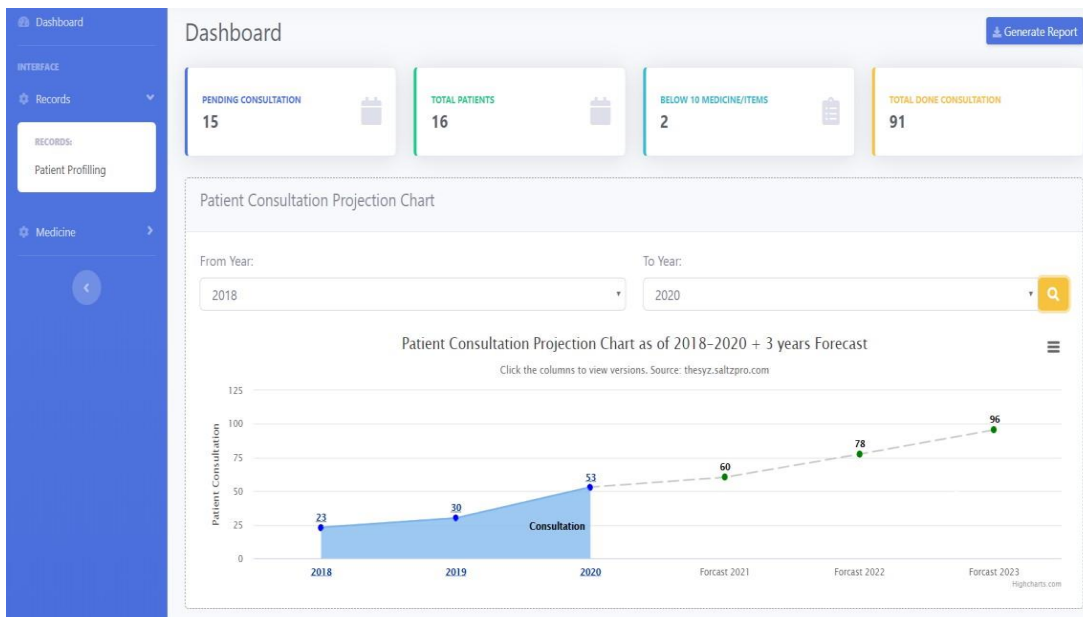 Dashboard
INTERFACE
Records
RECORDS:
Patient Profilling
Medicine
Dashboard
Generate Report
PENDING CONSULTATION
15
TOTAL PATIENTS
16
BELOW 10 MEDICINE/ITEMS
2
TOTAL DONE CONSULTATION
91
Patient Consultation Projection Chart
From Year:
2018
To Year:
2020
Patient Consultation Projection Chart as of 2018-2020 + 3 years Forecast
Click the columns to view versions. Source: thesyz.saltzpro.com
Patient Consultation
125
100
75
50
25
0
23
30
53
60
78
96
Consultation
2018
2019
2020
Forcast 2021
Forcast 2022
Forcast 2023
Highcharts.com